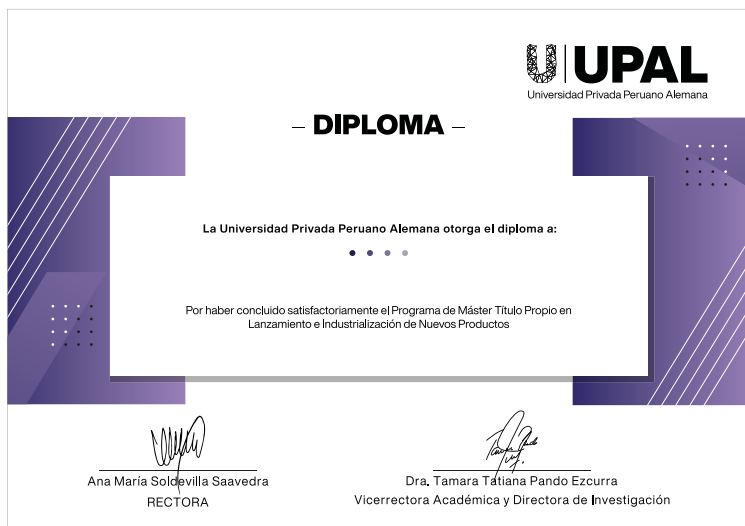 UPAL
Universidad Privada Peruano Alemana
– DIPLOMA –
La Universidad Privada Peruano Alemana otorga el diploma a:
Por haber concluido satisfactoriamente el Programa de Máster Título Propio en
Lanzamiento e Industrialización de Nuevos Productos
Ana María Soldevilla Saavedra
RECTORA
Dra. Tamara Tatiana Pando Ezcurra
Vicerrectora Académica y Directora de Investigación